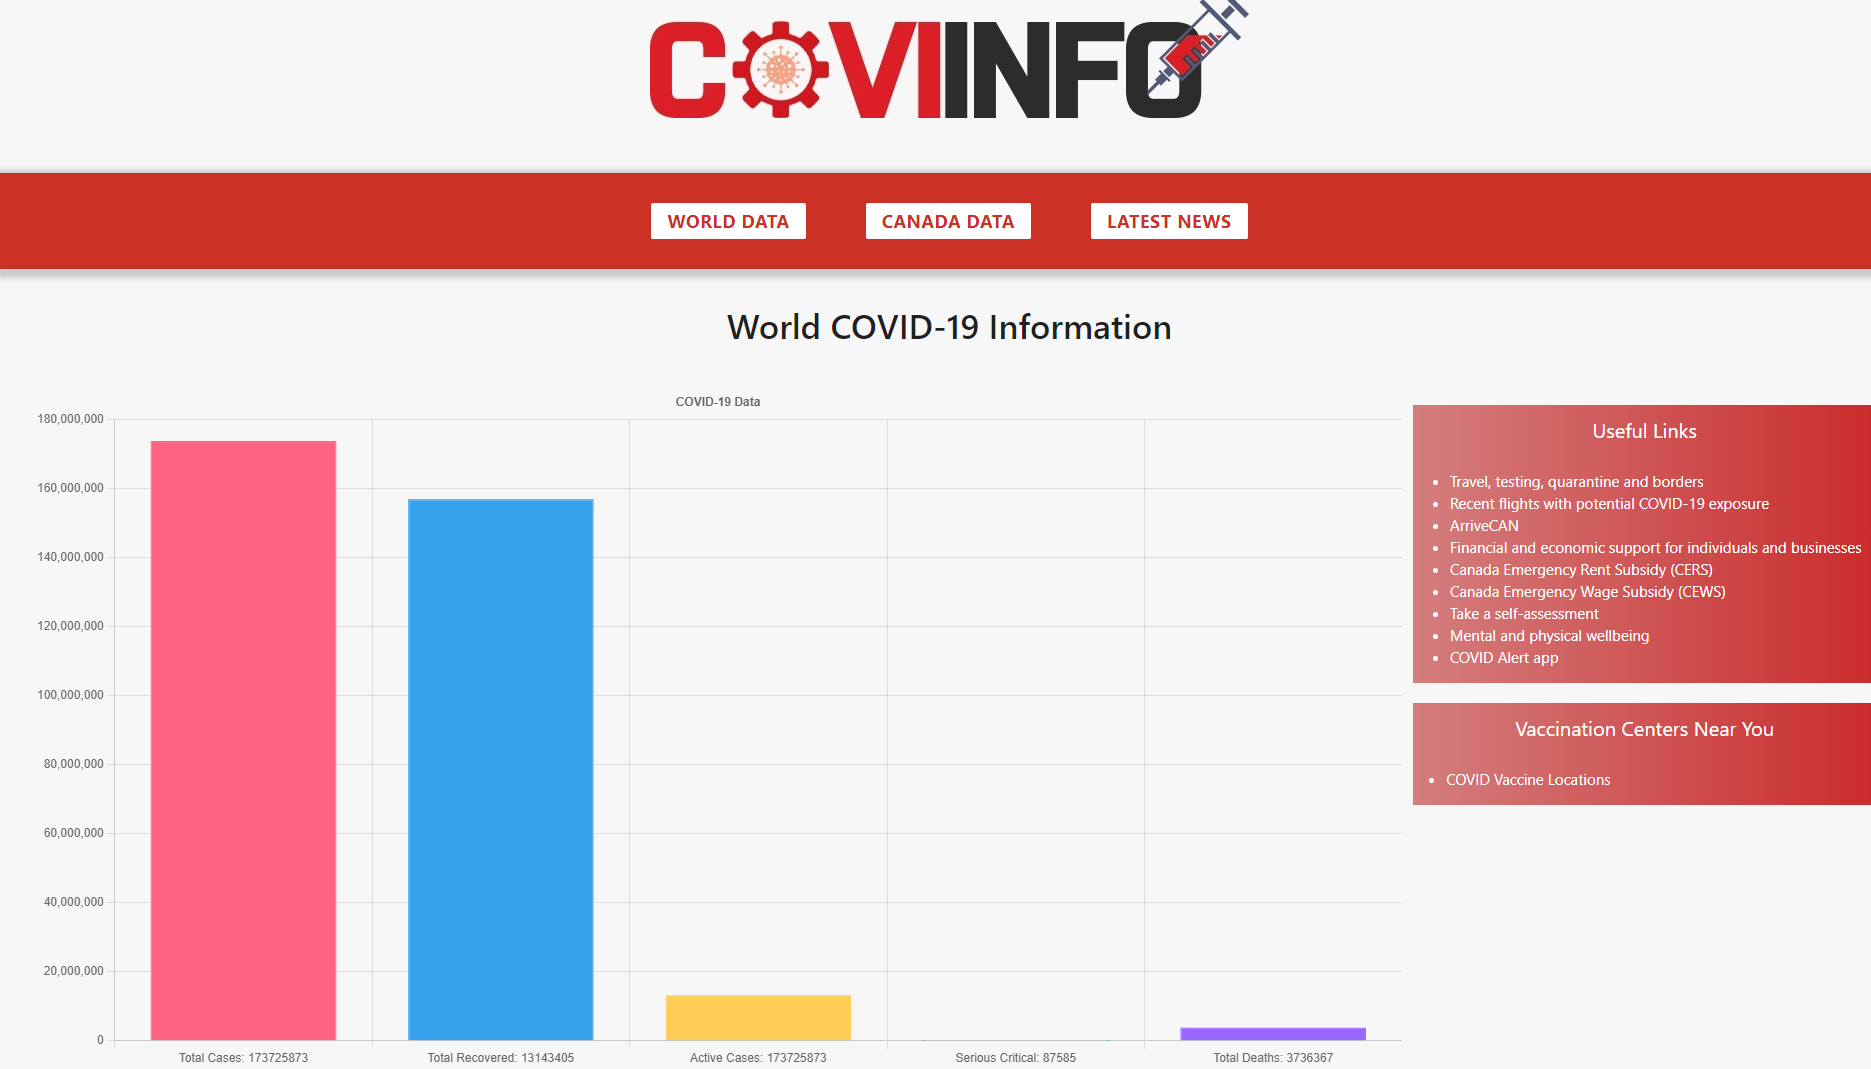 COVIINFO
WORLD DATA
CANADA DATA
LATEST NEWS
World COVID-19 Information
COVID-19 Data
180,000,000
160,000,000
140,000,000
120,000,000
100,000,000
80,000,000
60,000,000
40,000,000
20,000,000
0
Total Cases: 173725873
Total Recovered: 13143405
Active Cases: 173725873
Serious Critical: 87585
Total Deaths: 3736367
Useful Links
Travel, testing, quarantine and borders
Recent flights with potential COVID-19 exposure
ArriveCAN
Financial and economic support for individuals and businesses
Canada Emergency Rent Subsidy (CERS)
Canada Emergency Wage Subsidy (CEWS)
Take a self-assessment
Mental and physical wellbeing
COVID Alert app
Vaccination Centers Near You
COVID Vaccine Locations